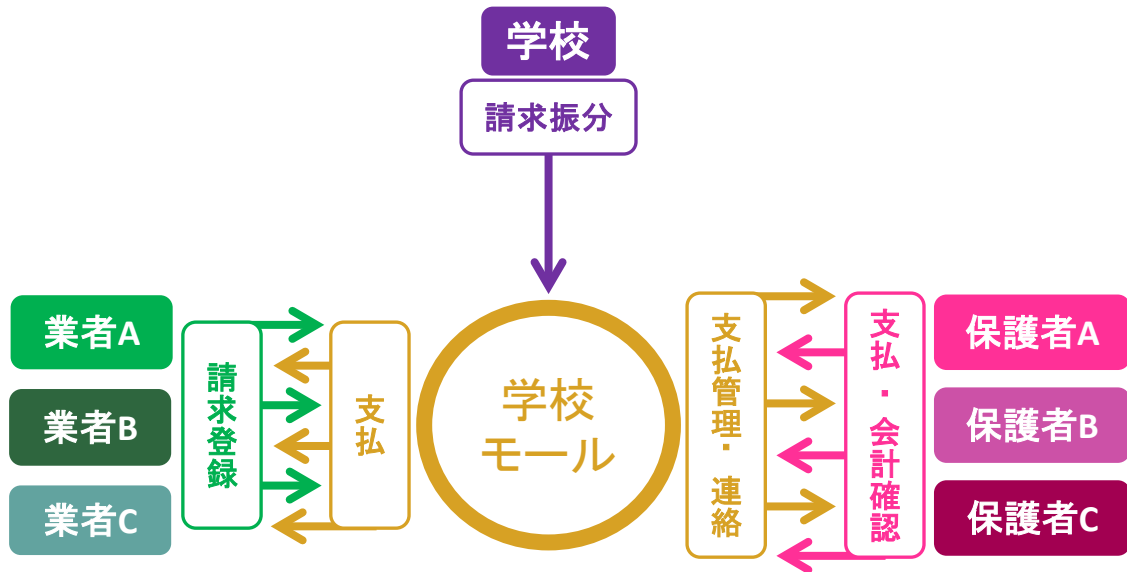 学校
請求振分
業者A
業者B
業者C
請求登録
支払
学校
モール
支払管理・連絡
支払・会計確認
保護者A
保護者B
保護者C